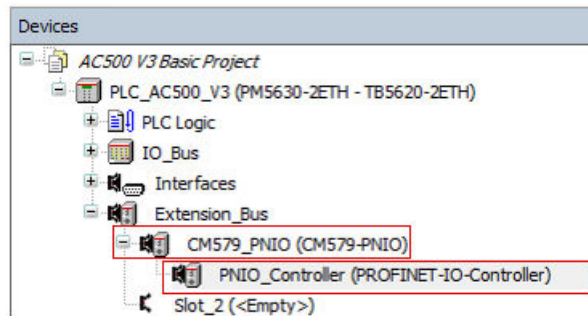 Devices
AC500 V3 Basic Project
PLC_AC500_V3 (PM5630-2ETH - TB5620-2ETH)
PLC Logic
IO_Bus
Interfaces
Extension_Bus
CM579_PNIO (CM579-PNIO)
PNIO_Controller (PROFINET-IO-Controller)
Slot_2 (<Empty>)